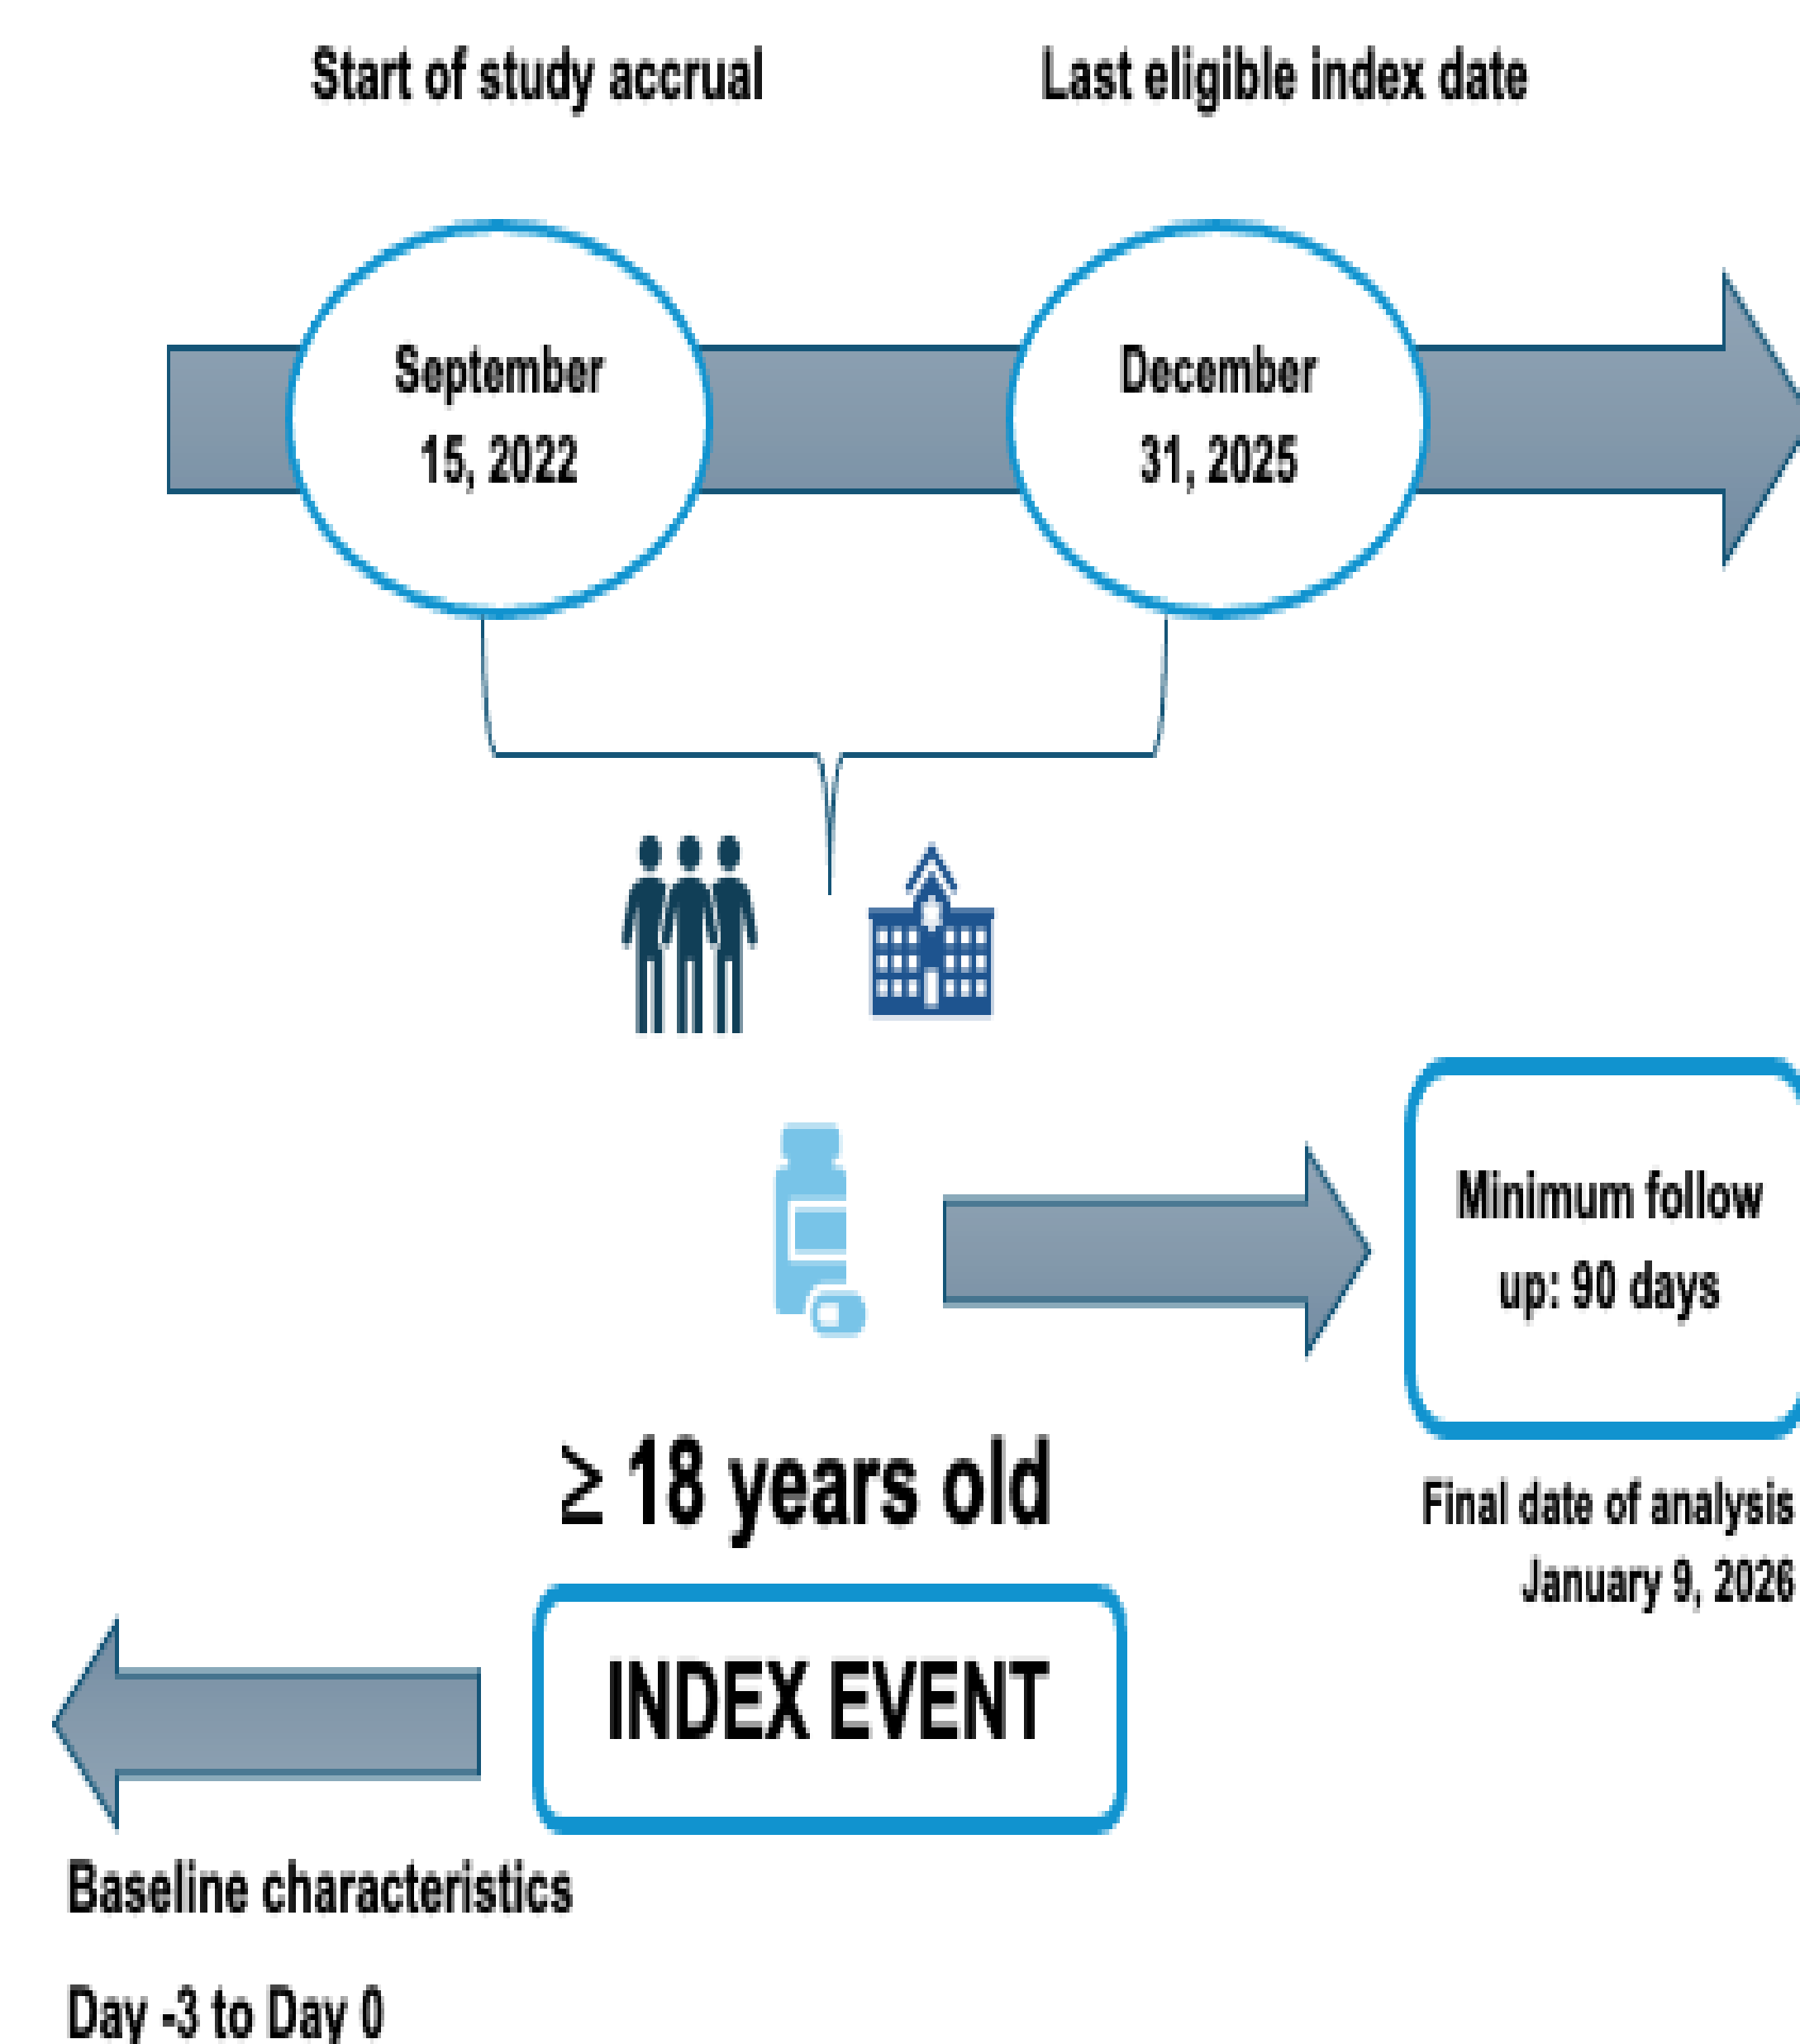 Start of study accrual
Last eligible index date
September
15, 2022
December
31, 2025
Minimum follow
up: 90 days
≥ 18 years old
Final date of analysis
January 9, 2026
INDEX EVENT
Baseline characteristics
Day -3 to Day 0